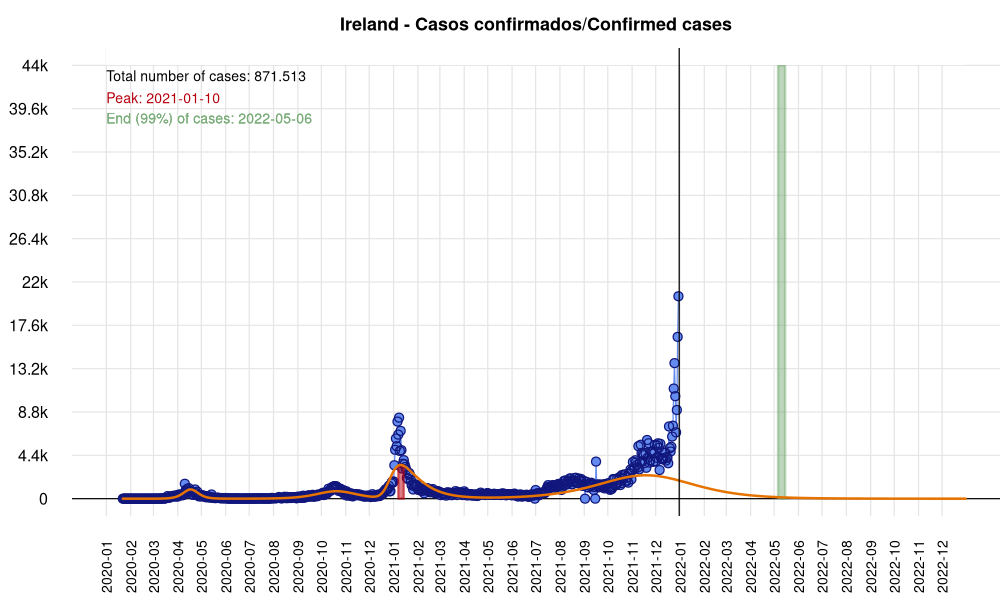 Ireland - Casos confirmados/Confirmed cases
Total number of cases: 871.513
Peak: 2021-01-10
End (99%) of cases: 2022-05-06
44k
39.6k
35.2k
30.8k
26.4k
22k
17.6k
13.2k
8.8k
4.4k
0
2020-01
2020-02
2020-03
2020-04
2020-05
2020-06
2020-07
2020-08
2020-09
2020-10
2020-11
2020-12
2021-01
2021-02
2021-03
2021-04
2021-05
2021-06
2021-07
2021-08
2021-09
2021-10
2021-11
2021-12
2022-01
2022-02
2022-03
2022-04
2022-05
2022-06
2022-07
2022-08
2022-09
2022-10
2022-11
2022-12